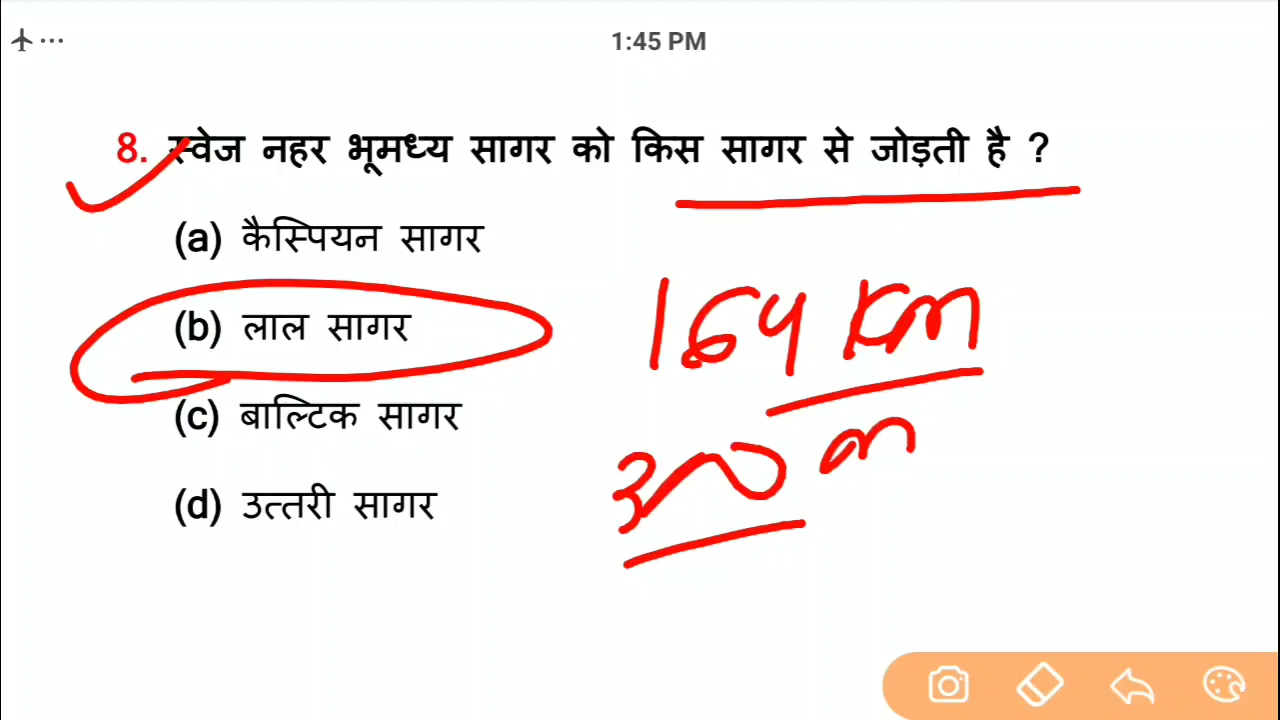 1:45 PM
8. स्वेज नहर भूमध्य सागर को किस सागर से जोड़ती है ?
(a) कैस्पियन सागर
(b) लाल सागर
164 km
(c) बाल्टिक सागर
(d) उत्तरी सागर